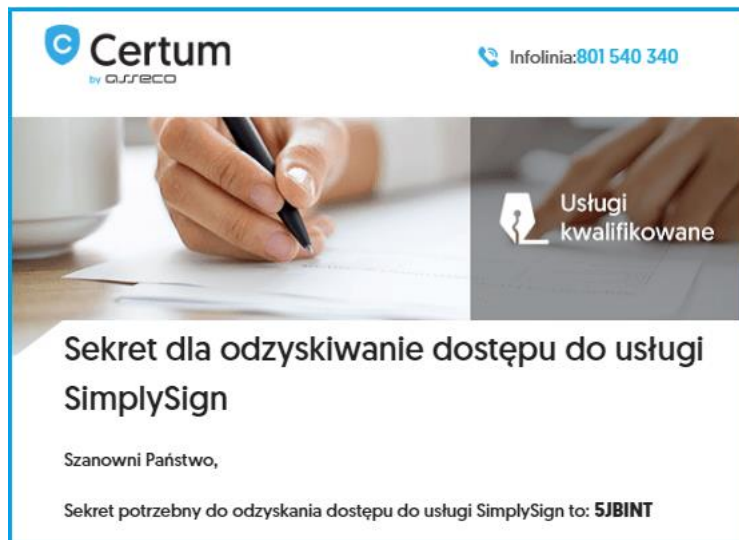 Certum
by asseco
Infolinia:801 540 340
Usługi
kwalifikowane
Sekret dla odzyskiwanie dostępu do usługi
SimplySign
Szanowni Państwo,
Sekret potrzebny do odzyskania dostępu do usługi SimplySign to: 5JBINT